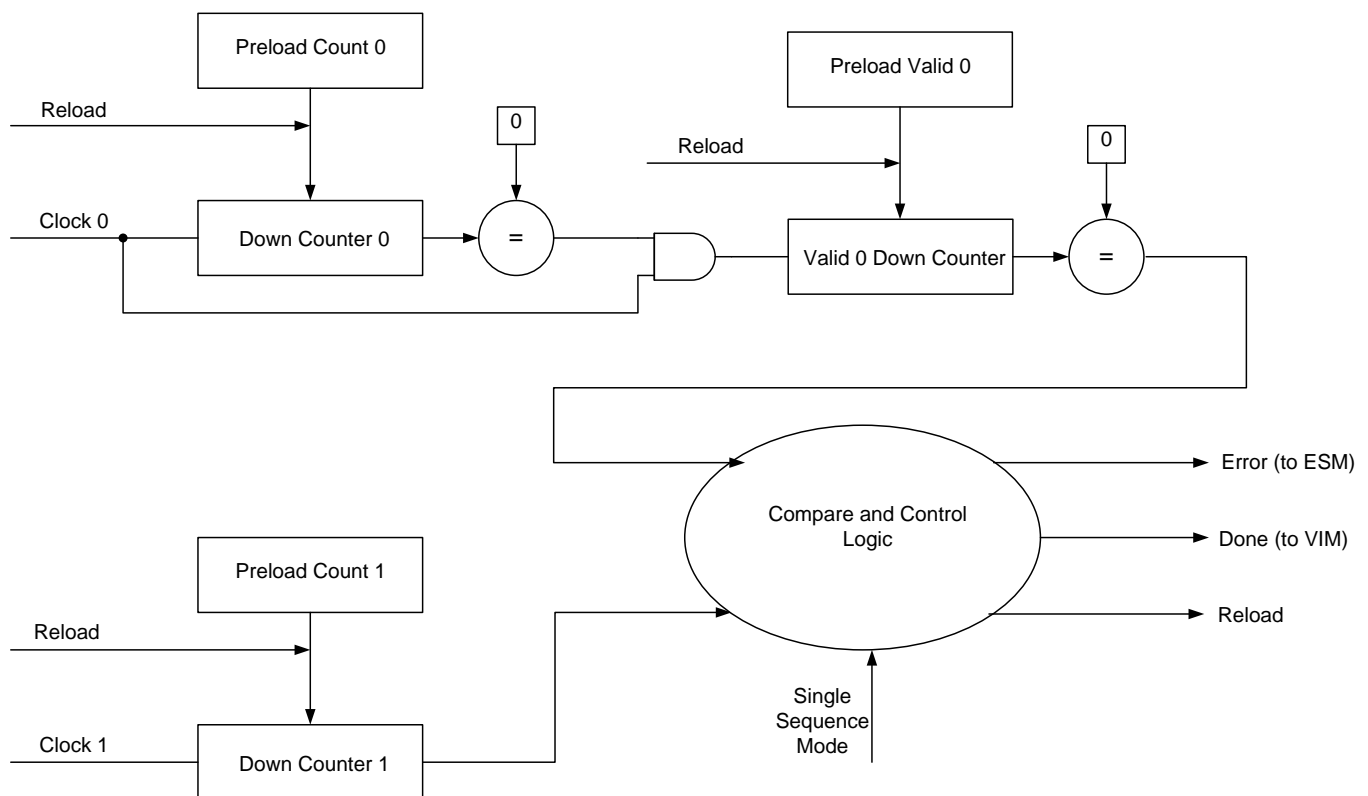 Preload Count 0
Preload Valid 0
Reload
0
0
Reload
Clock 0
Down Counter 0
=
Valid 0 Down Counter
=
Error (to ESM)
Compare and Control
Logic
Done (to VIM)
Preload Count 1
Reload
Reload
Single
Sequence
Mode
Clock 1
Down Counter 1